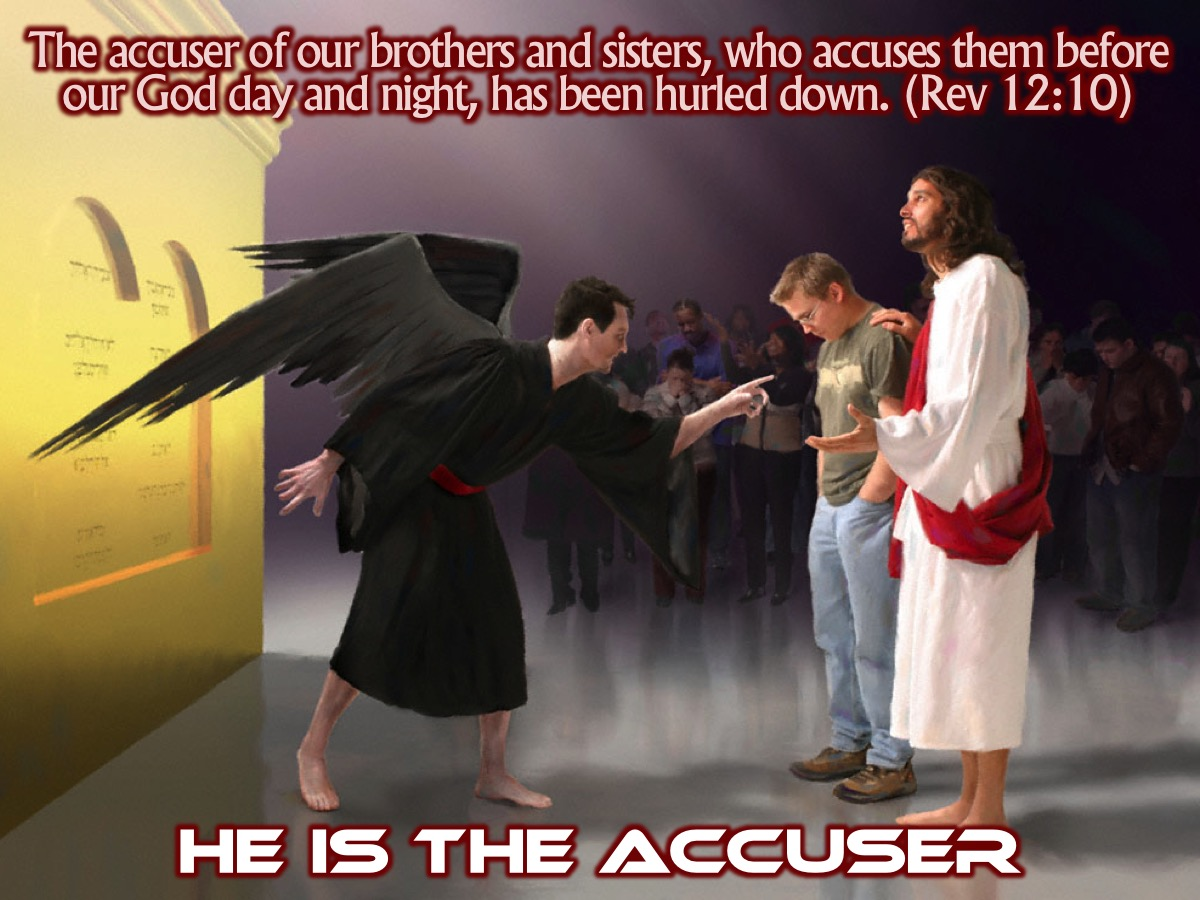 The accuser of our brothers and sisters, who accuses them before
our God day and night, has been hurled down. (Rev 12:10)
HE IS THE ACCUSER